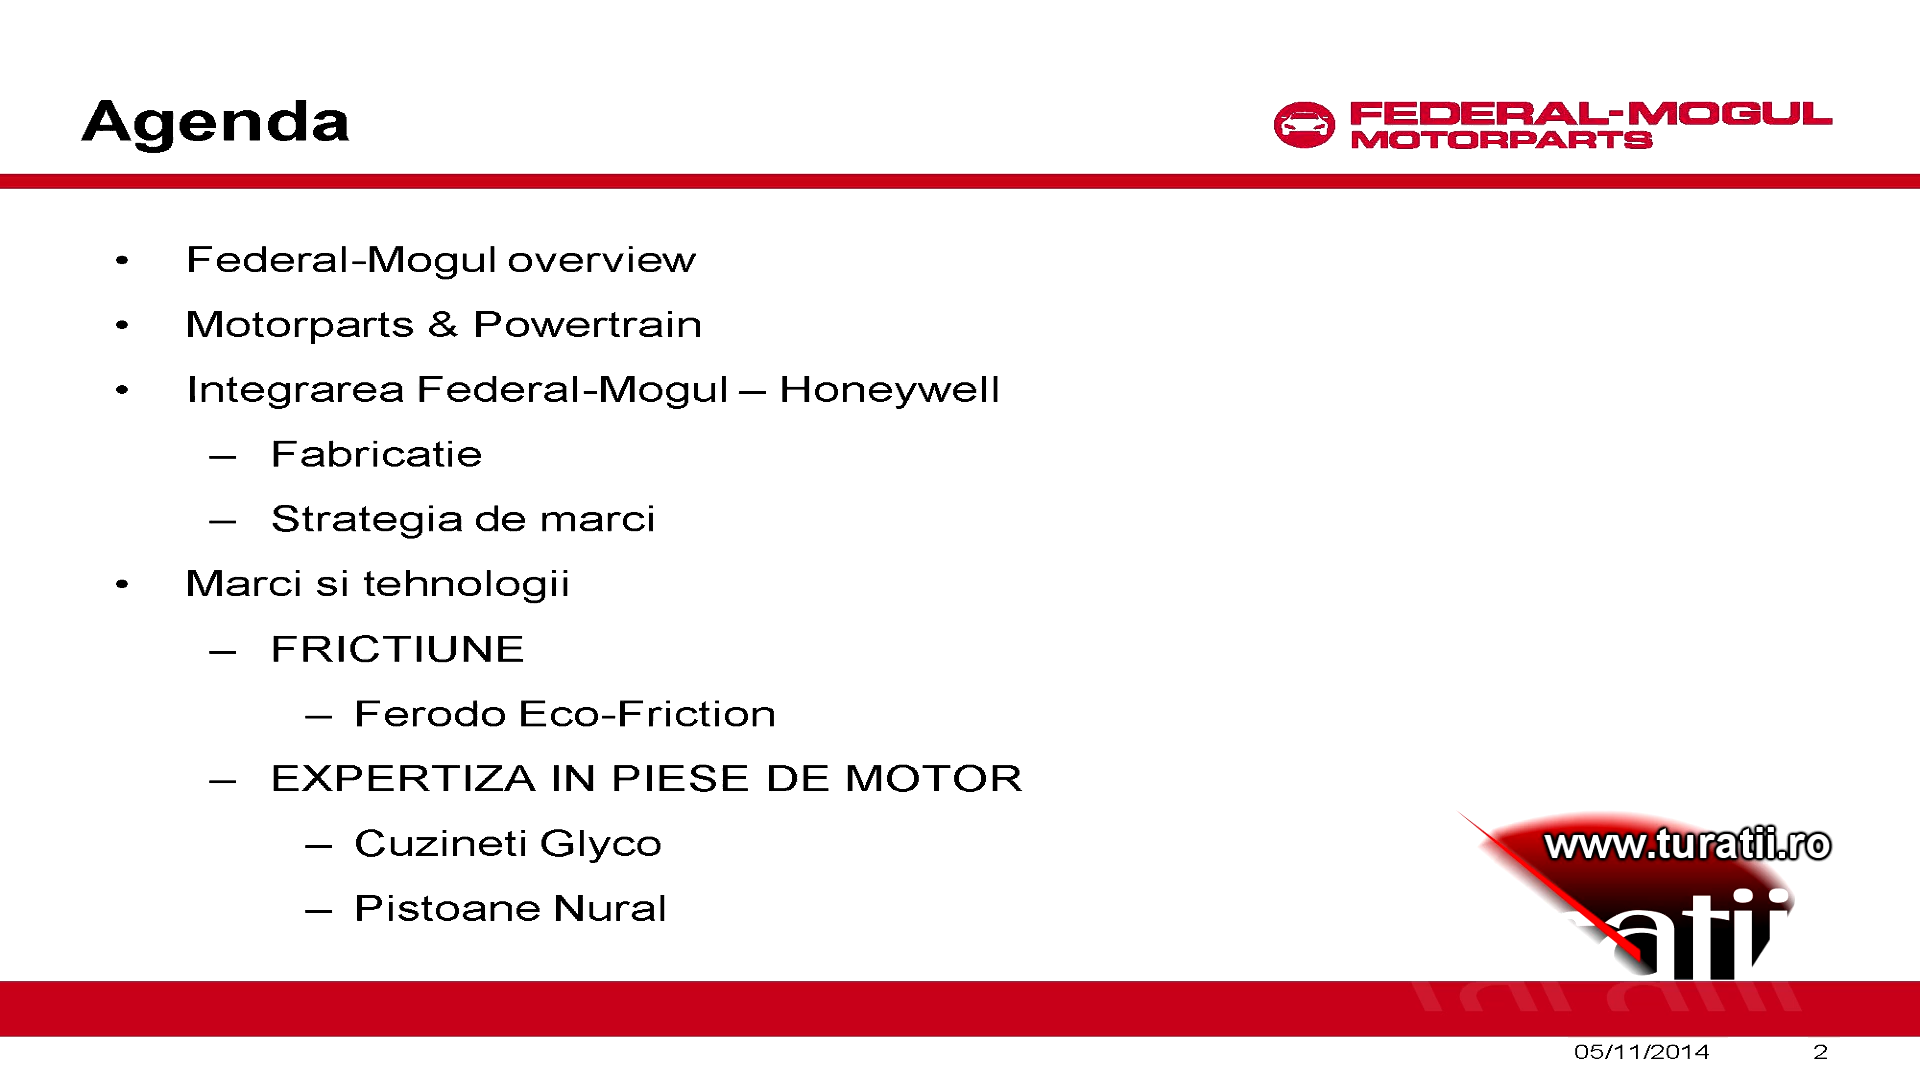 Agenda
FEDERAL-MOGUL
MOTORPARTS
• Federal-Mogul overview
• Motorparts & Powertrain
• Integrarea Federal-Mogul – Honeywell
– Fabricatie
– Strategia de marci
• Marci si tehnologii
– FRICTIUNE
– Ferodo Eco-Friction
– EXPERTIZA IN PIESE DE MOTOR
– Cuzineti Glyco
– Pistoane Nural
www.turatii.ro
ratii
05/11/2014 2